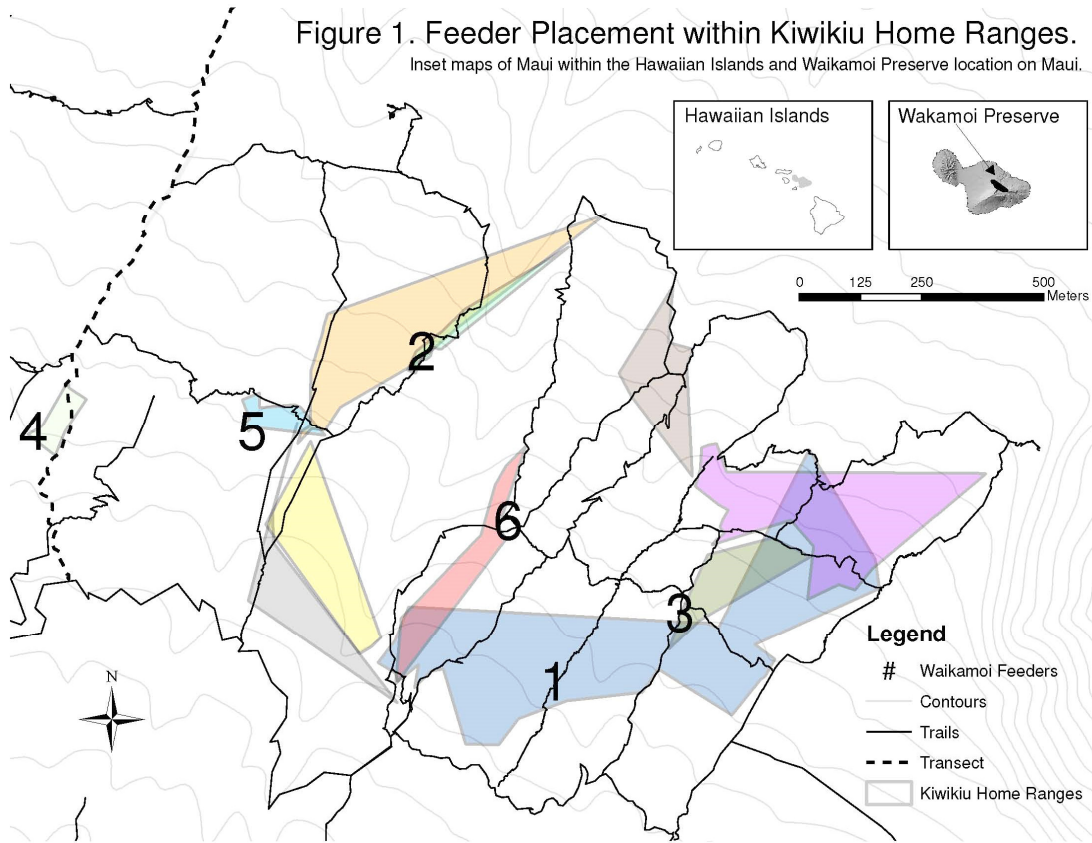 Figure 1. Feeder Placement within Kiwikiu Home Ranges.
Inset maps of Maui within the Hawaiian Islands and Waikamoi Preserve location on Maui.
Hawaiian Islands
Wakamoi Preserve
0 125 250 500
Meters
2
4
5
6
3
1
N
Legend
# Waikamoi Feeders
Contours
Trails
Transect
Kiwikiu Home Ranges